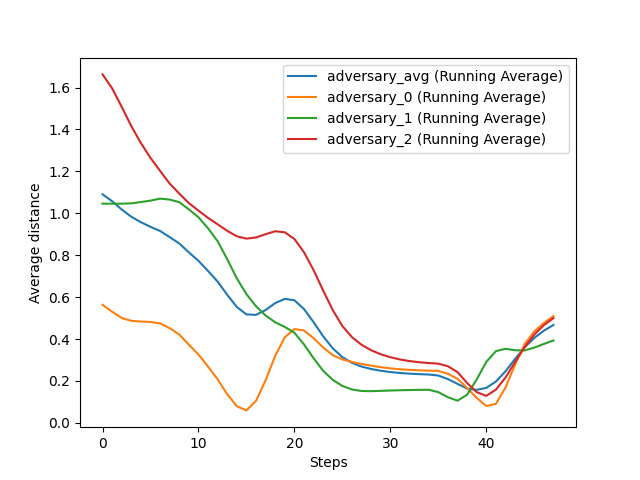 adversary_avg (Running Average)
adversary_0 (Running Average)
adversary_1 (Running Average)
adversary_2 (Running Average)
1.6
1.4
1.2
1.0
0.8
0.6
0.4
0.2
0.0
Average distance
0 10 20 30 40
Steps